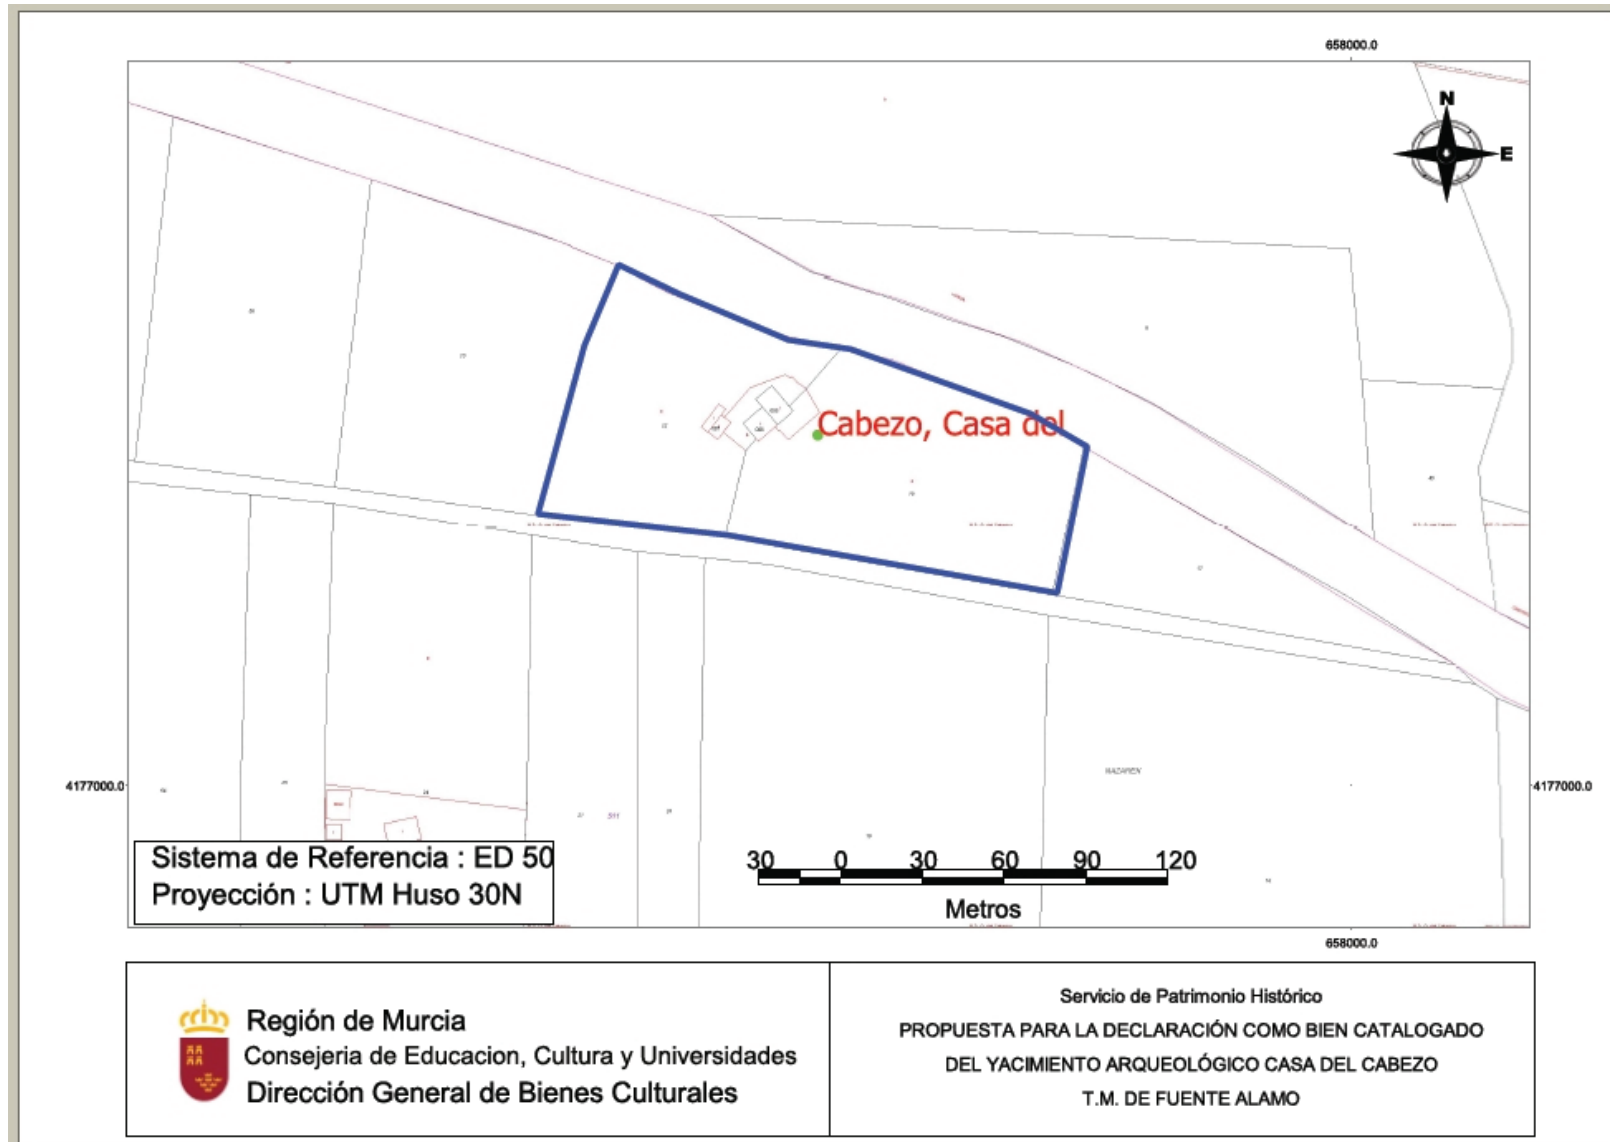 658000.0
N
E
Cabezo, Casa del
NAZAREN
511
4177000.0
4177000.0
Sistema de Referencia : ED 50
Proyección : UTM Huso 30N
30 0 30 60 90 120
Metros
658000.0
Región de Murcia
Consejeria de Educacion, Cultura y Universidades
Dirección General de Bienes Culturales
Servicio de Patrimonio Histórico
PROPUESTA PARA LA DECLARACIÓN COMO BIEN CATALOGADO
DEL YACIMIENTO ARQUEOLÓGICO CASA DEL CABEZO
T.M. DE FUENTE ALAMO